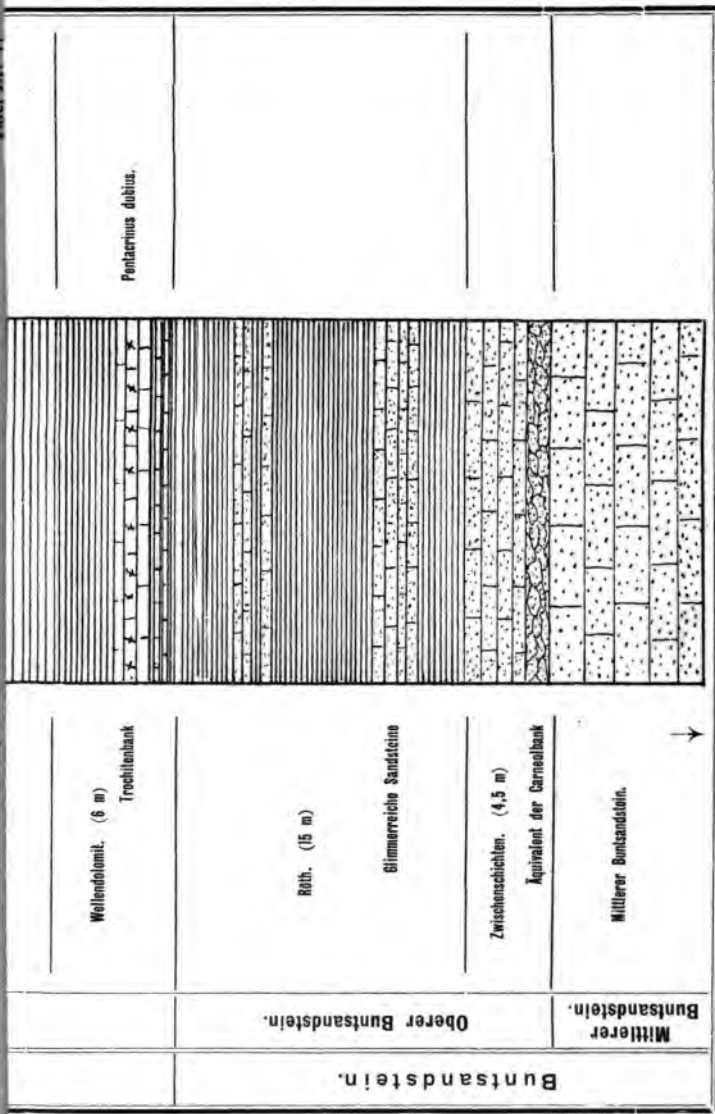 Pentacrinus dubius.
Wellendolomit. (6 m)
Trochitenbank
Röth. (15 m)
Glimmerreiche Sandsteine
Zwischenschichten. (4,5 m)
Äquivalent der Carneolbank
Mittlerer Buntsandstein.
Oberer Buntsandstein.
Mittlerer
Buntsandstein.
Buntsandstein.